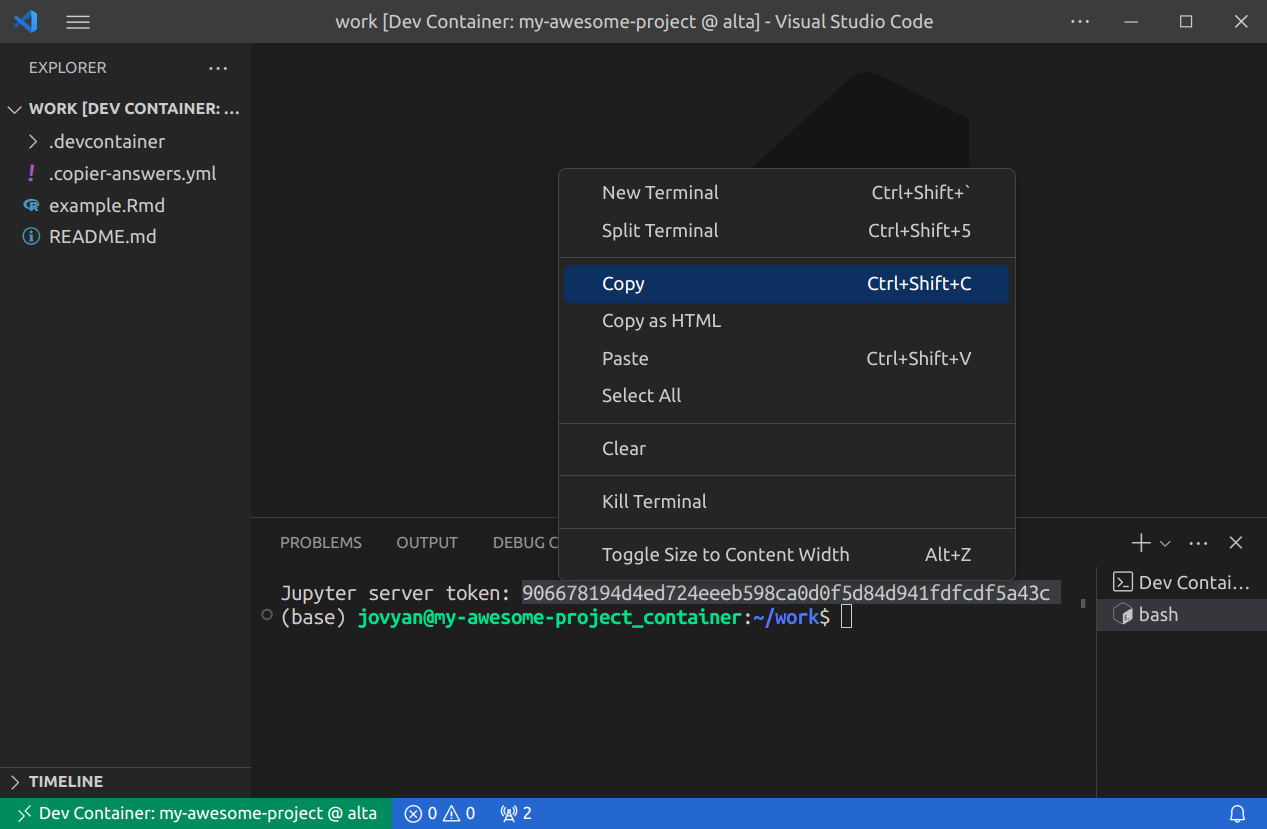 work [Dev Container: my-awesome-project @ alta] - Visual Studio Code
EXPLORER
WORK [DEV CONTAINER: ...
.devcontainer
! .copier-answers.yml
example.Rmd
README.md
New Terminal Ctrl+Shift+`
Split Terminal Ctrl+Shift+5
Copy Ctrl+Shift+C
Copy as HTML
Paste Ctrl+Shift+V
Select All
Clear
Kill Terminal
Toggle Size to Content Width Alt+Z
PROBLEMS OUTPUT DEBUG C
Jupyter server token: 906678194d4ed724eeeb598ca0d0f5d84d941fdfcdf5a43c
(base) jovyan@my-awesome-project_container:~/work$
Dev Contai...
bash
TIMELINE
Dev Container: my-awesome-project @ alta 0 0 2